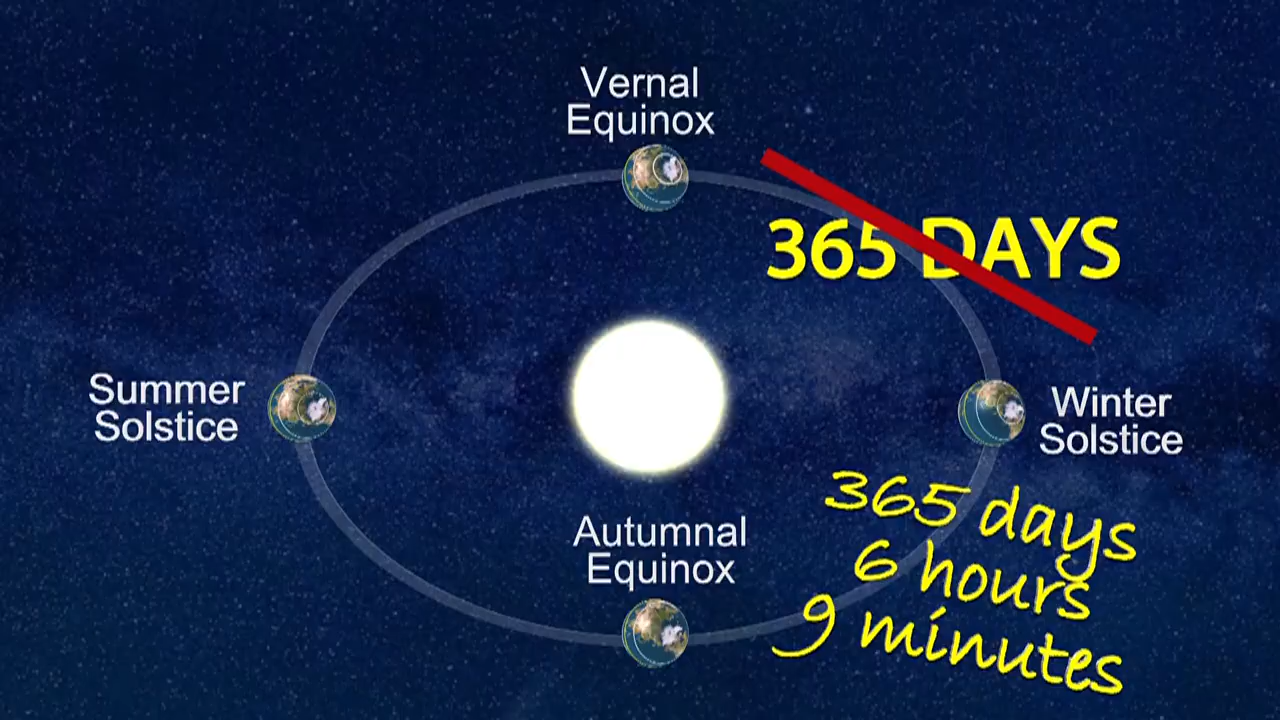 Vernal
Equinox
365 DAYS
Summer
Solstice
Winter
Solstice
365 days
6 hours
9 minutes
Autumnal
Equinox